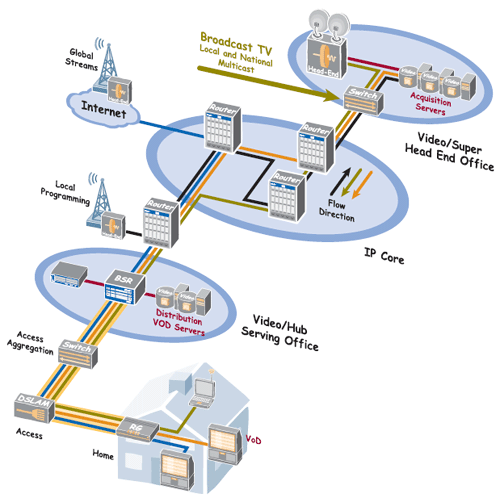 Global
Streams
Internet
Broadcast TV
Local and National
Multicast
Head-End
Switch
Acquisition
Servers
Video/Super
Head End Office
Router
Router
Router
Flow
Direction
IP Core
Local
Programming
Router
BSR
Distribution
VOD Servers
Video/Hub
Serving Office
Access
Aggregation
Switch
DSLAM
Access
RG
Home
VoD